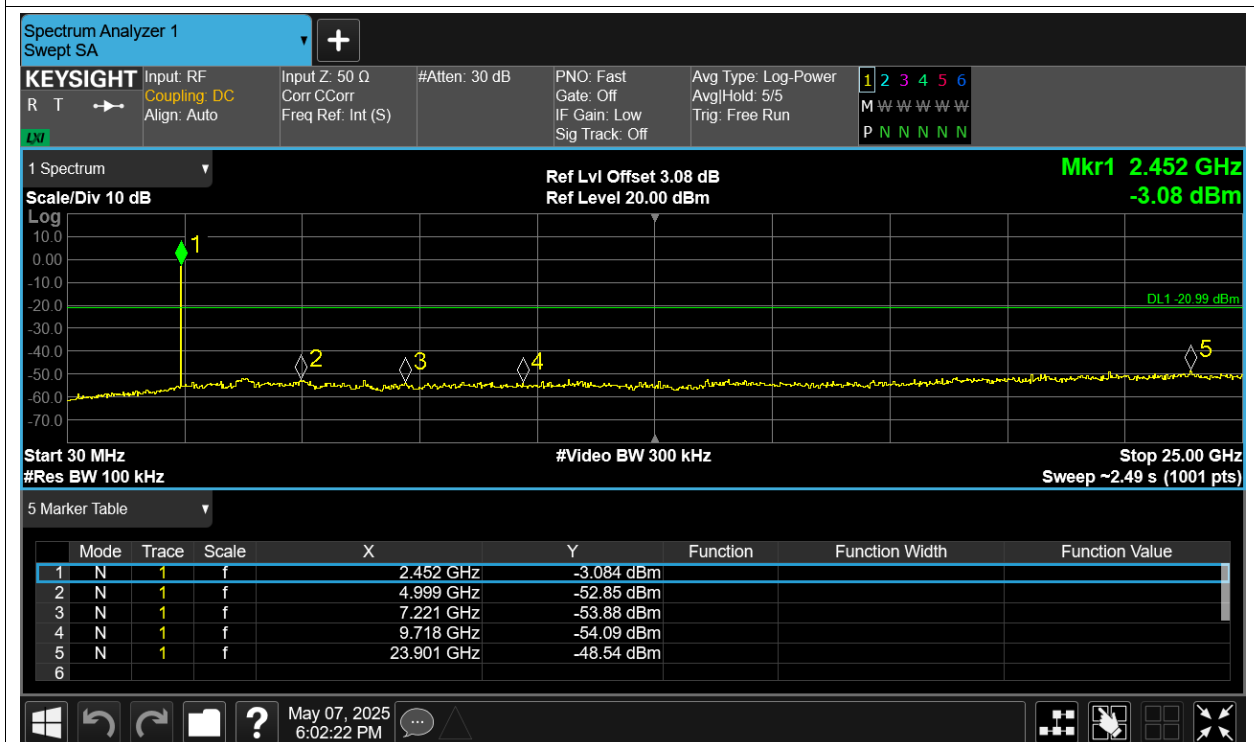 Spectrum Analyzer 1
Swept SA
+
KEYSIGHT
R T
LXI
Input: RF
Coupling: DC
Align: Auto
Input Z: 50 Ω
Corr CCorr
Freq Ref: Int (S)
#Atten: 30 dB
PNO: Fast
Gate: Off
IF Gain: Low
Sig Track: Off
Avg Type: Log-Power
Avg|Hold: 5/5
Trig: Free Run
1 2 3 4 5 6
M W W W W W
P N N N N N
1 Spectrum
Scale/Div 10 dB
Ref Lvl Offset 3.08 dB
Ref Level 20.00 dBm
Mkr1 2.452 GHz
-3.08 dBm
Log
10.0
0.00
-10.0
-20.0
-30.0
-40.0
-50.0
-60.0
-70.0
1
DL1 -20.99 dBm
2
3
4
5
Start 30 MHz
#Video BW 300 kHz
Stop 25.00 GHz
#Res BW 100 kHz
Sweep ~2.49 s (1001 pts)
5 Marker Table
Mode Trace Scale X Y Function Function Width Function Value
1 N 1 f 2.452 GHz -3.084 dBm
2 N 1 f 4.999 GHz -52.85 dBm
3 N 1 f 7.221 GHz -53.88 dBm
4 N 1 f 9.718 GHz -54.09 dBm
5 N 1 f 23.901 GHz -48.54 dBm
6
?
May 07, 2025
6:02:22 PM